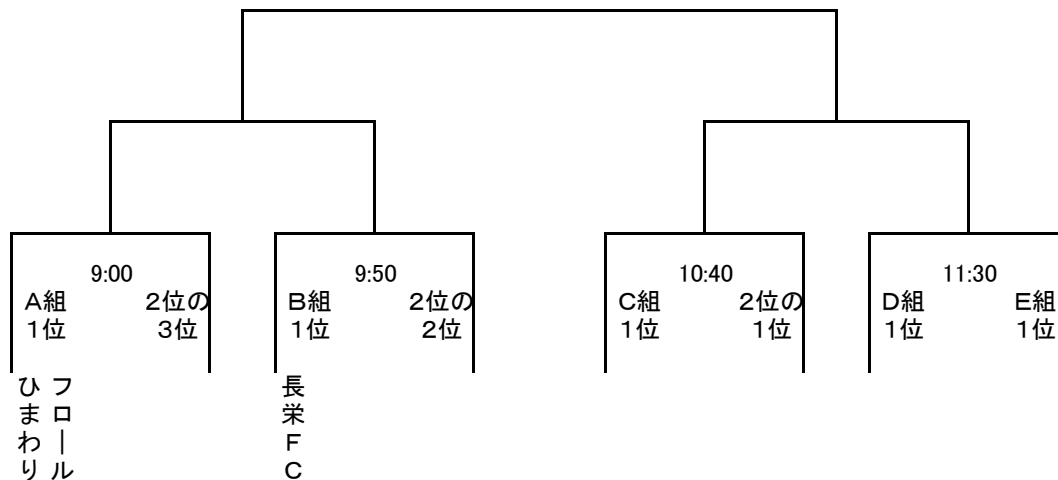 9:00
9:50
10:40
11:30
A組 2位の
1位 3位
B組 2位の
1位 2位
C組 2位の
1位 1位
D組 E組
1位 1位
フロール
ひまわり
長栄FC